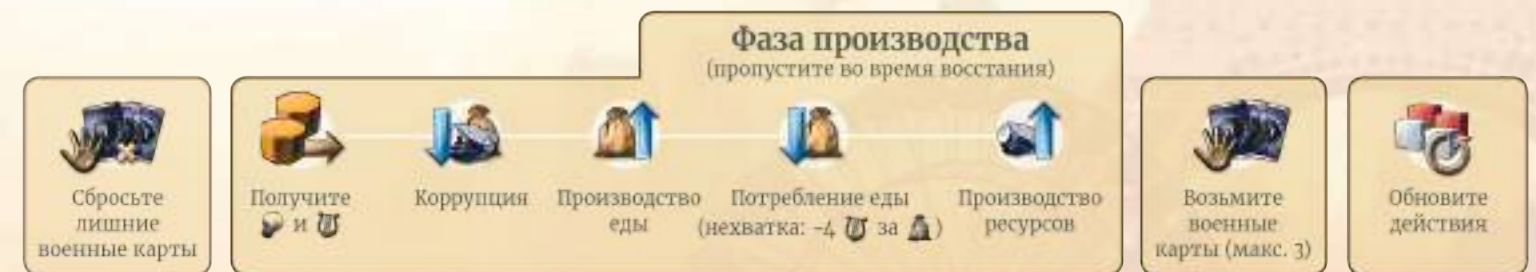 Фаза производства
(пропустите во время восстания)
Сбросьте
лишние
военные карты
Получите
и
Коррупция
Производство
еды
Потребление еды
(нехватка: -4 за )
Производство
ресурсов
Возьмите
военные
карты (макс. 3)
Обновите
действия